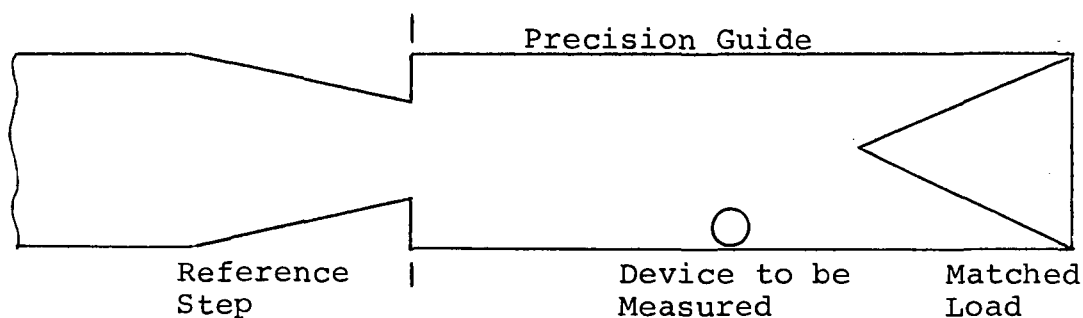 Precision Guide
Reference
Step
Device to be
Measured
Matched
Load